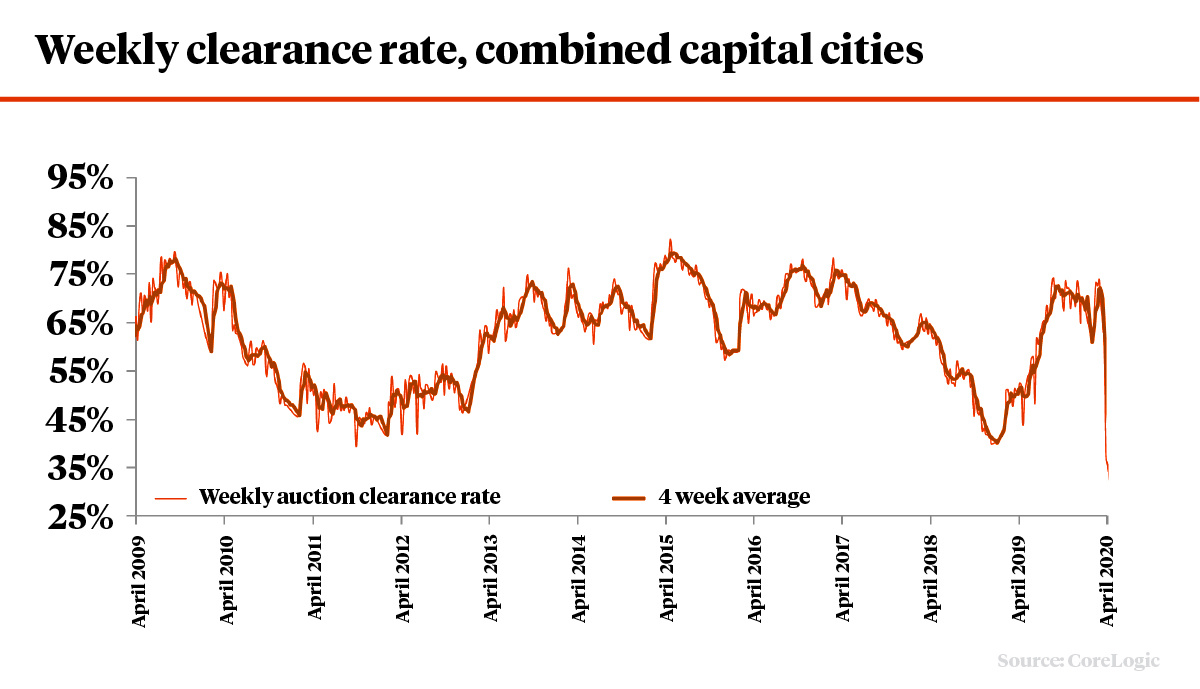 Weekly clearance rate, combined capital cities
95%
85%
75%
65%
55%
45%
35%
25%
Weekly auction clearance rate
4 week average
April 2009
April 2010
April 2011
April 2012
April 2013
April 2014
April 2015
April 2016
April 2017
April 2018
April 2019
April 2020
Source: CoreLogic